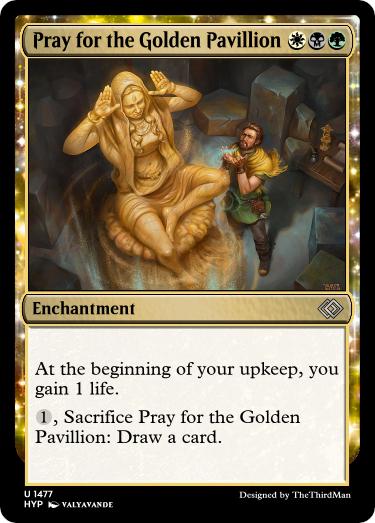 Pray for the Golden Pavillion
Enchantment
At the beginning of your upkeep, you
gain 1 life.
1, Sacrifice Pray for the Golden
Pavillion: Draw a card.
U 1477
HYP VALYAVANDE
Designed by TheThirdMan